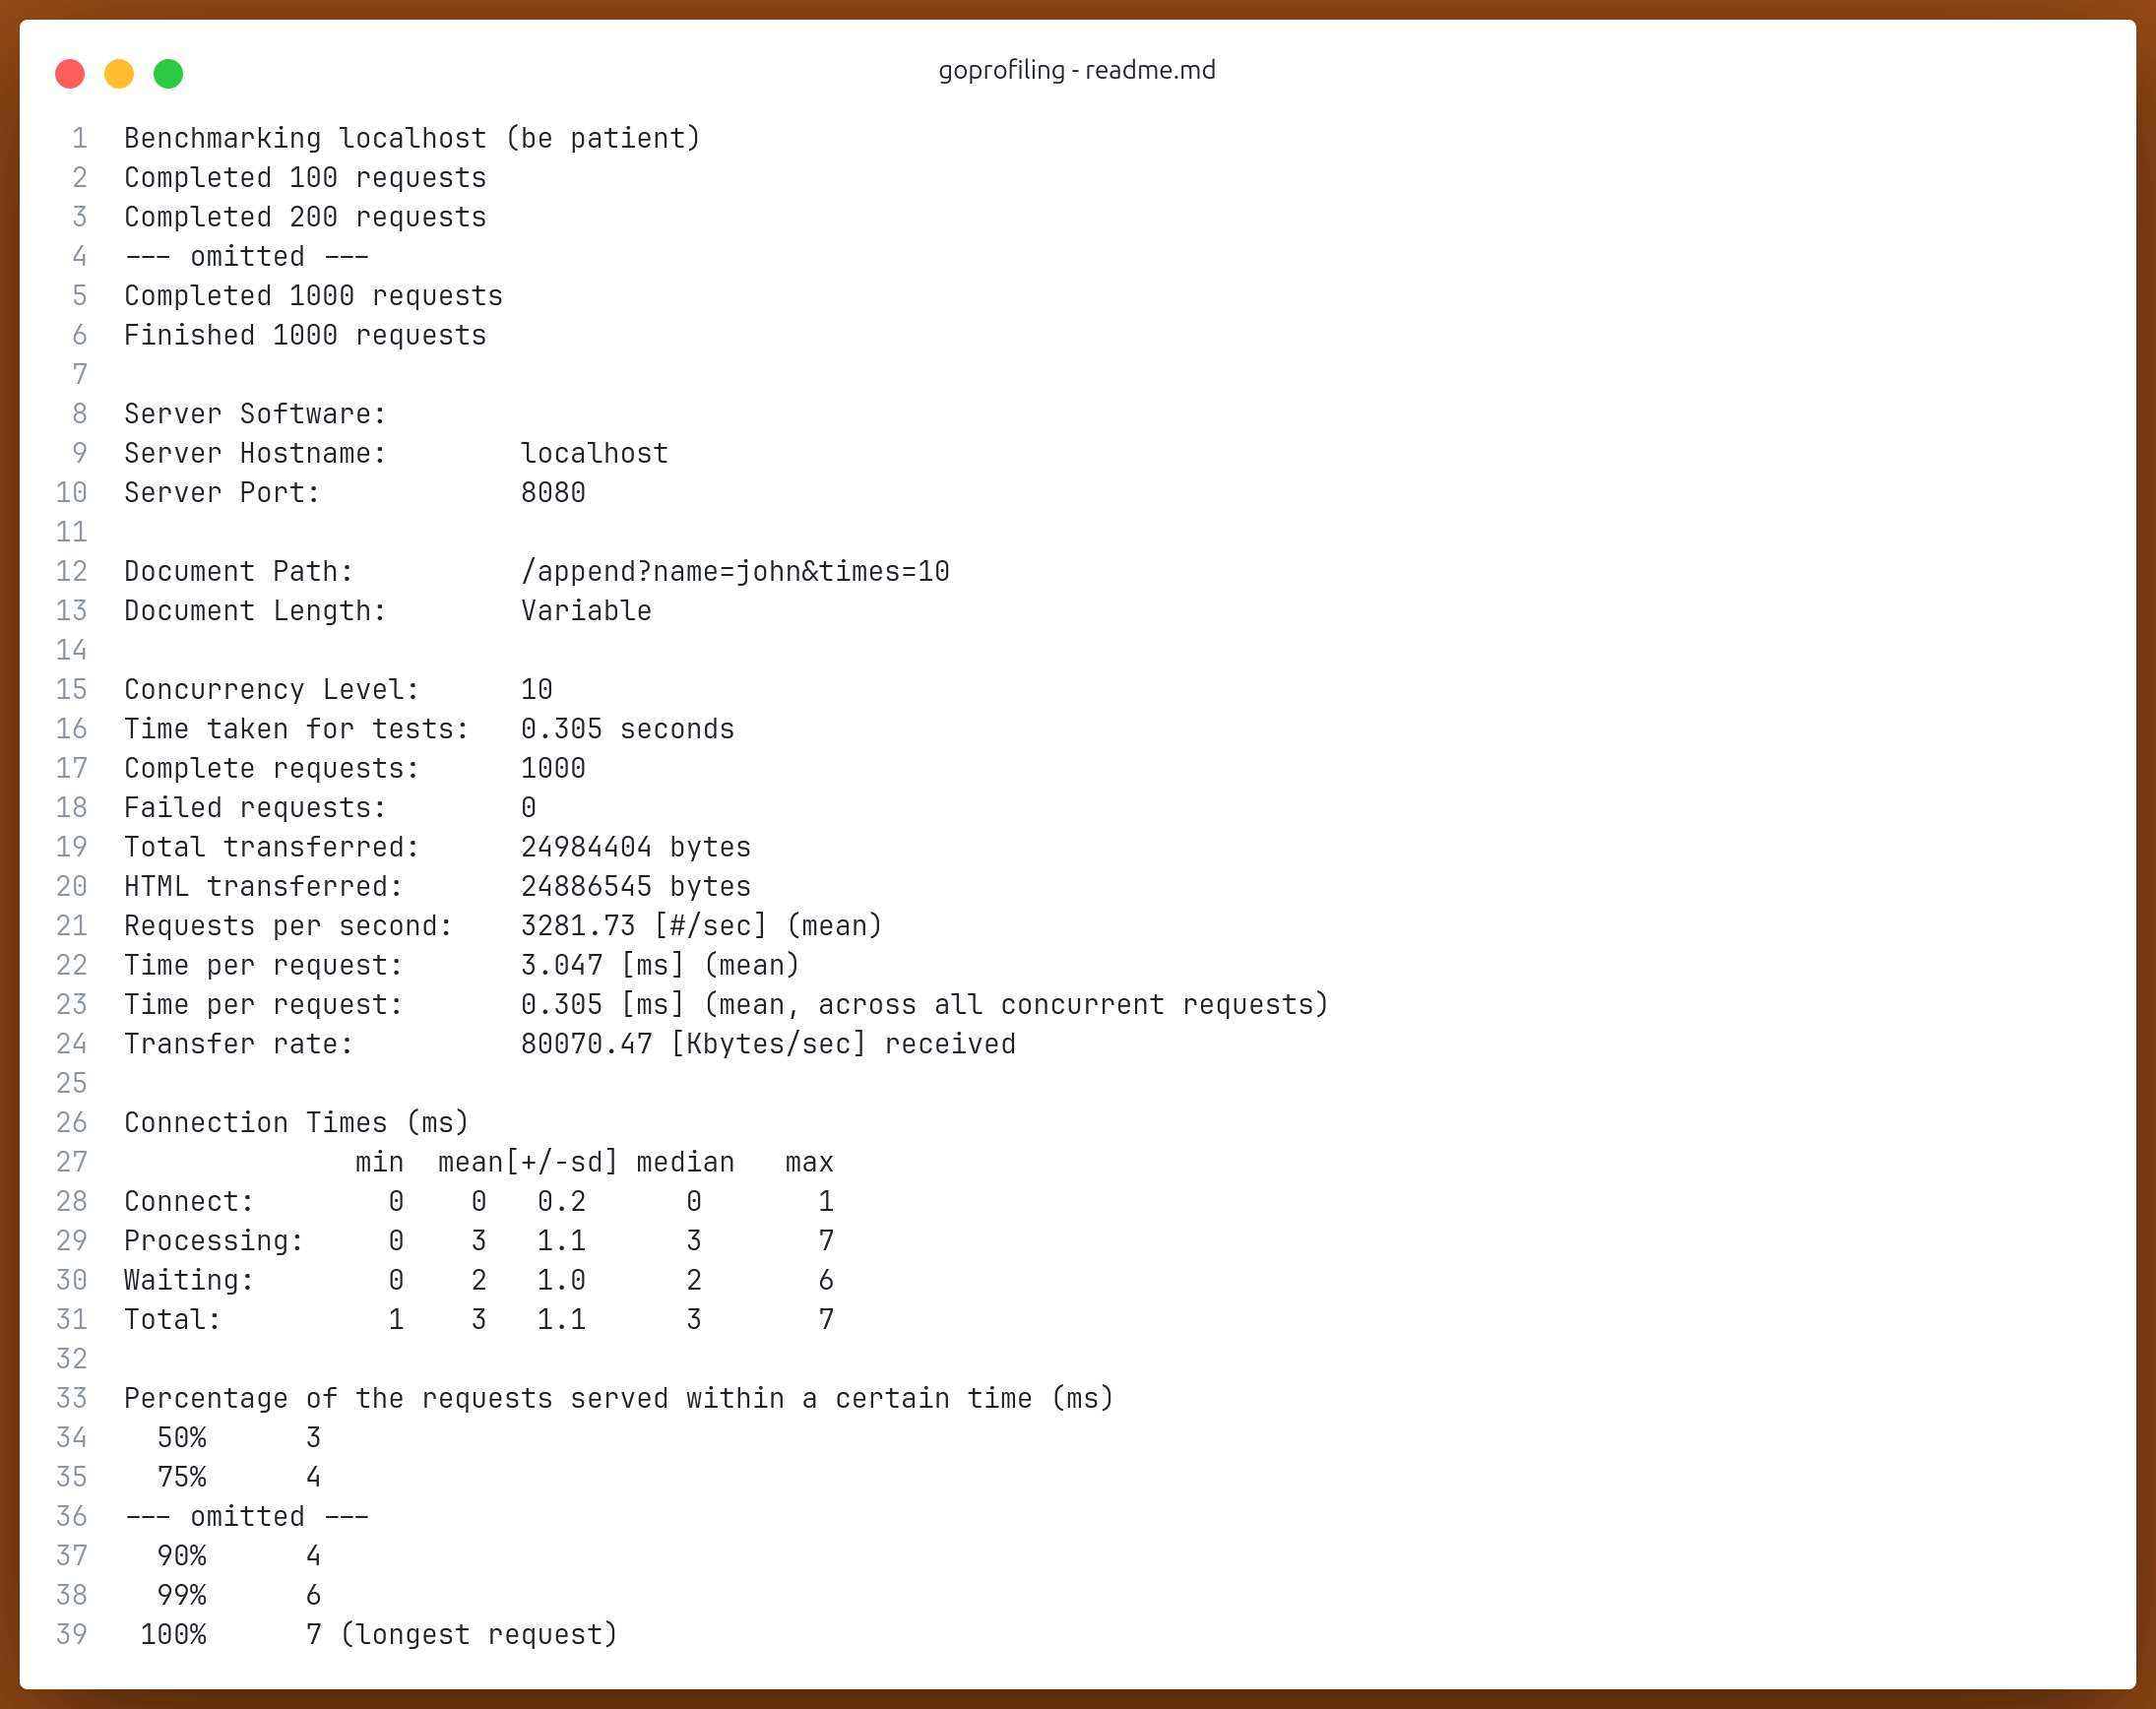 goprofiling - readme.md
1 Benchmarking localhost (be patient)
2 Completed 100 requests
3 Completed 200 requests
4 --- omitted ---
5 Completed 1000 requests
6 Finished 1000 requests
7
8 Server Software:
9 Server Hostname:        localhost
10 Server Port:            8080
11
12 Document Path:          /append?name=john&times=10
13 Document Length:        Variable
14
15 Concurrency Level:      10
16 Time taken for tests:   0.305 seconds
17 Complete requests:      1000
18 Failed requests:        0
19 Total transferred:      24984404 bytes
20 HTML transferred:       24886545 bytes
21 Requests per second:    3281.73 [#/sec] (mean)
22 Time per request:       3.047 [ms] (mean)
23 Time per request:       0.305 [ms] (mean, across all concurrent requests)
24 Transfer rate:          80070.47 [Kbytes/sec] received
25
26 Connection Times (ms)
27               min  mean[+/-sd] median   max
28 Connect:        0    0   0.2      0       1
29 Processing:     0    3   1.1      3       7
30 Waiting:        0    2   1.0      2       6
31 Total:          1    3   1.1      3       7
32
33 Percentage of the requests served within a certain time (ms)
34   50%      3
35   75%      4
36 --- omitted ---
37   90%      4
38   99%      6
39  100%      7 (longest request)